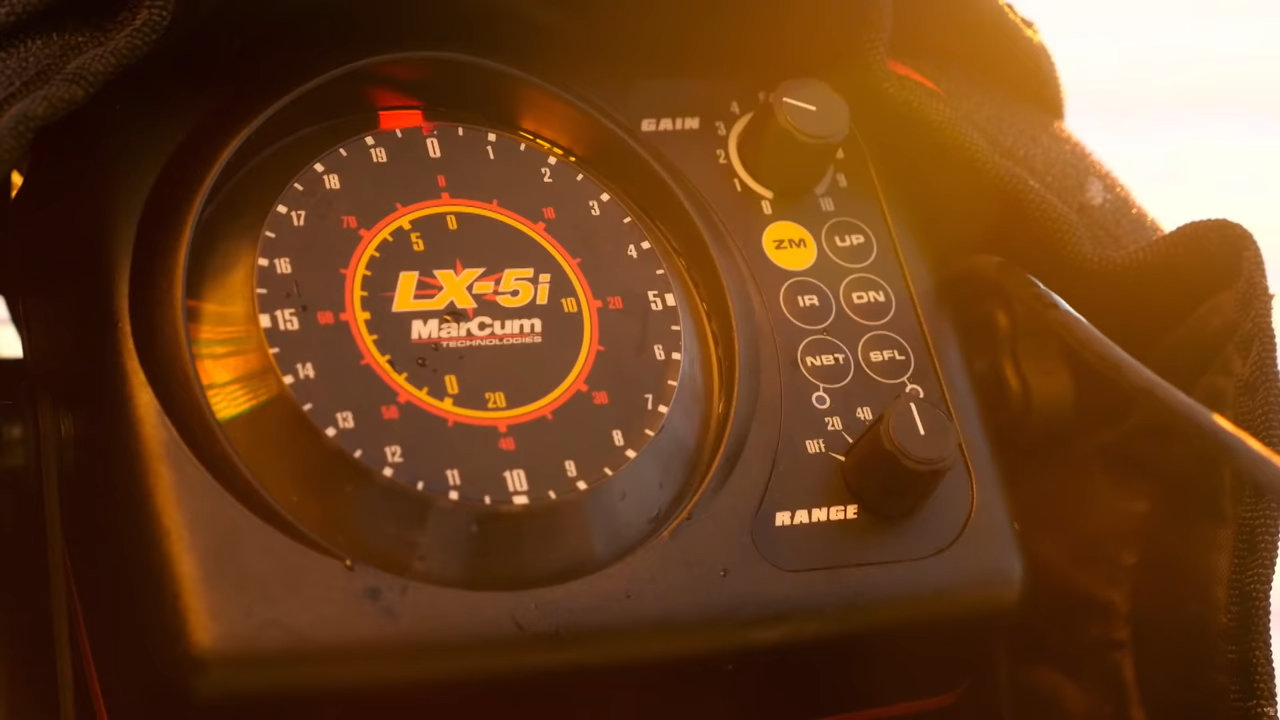 GAIN
4
3
2
1
0
10
9
ZM UP
IR DN
NBT SFL
OFF 20 40
RANGE
0 1 2 3 4 5 6 7 8 9 10 11 12 13 14 15 16 17 18 19
0 10 20 30 40 50 60 70
0 5
10
0 20
LX-5i
MarCum
TECHNOLOGIES